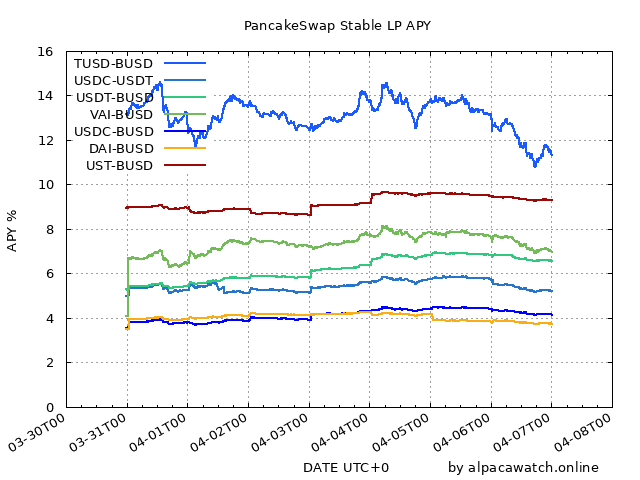 PancakeSwap Stable LP APY
APY %
16
14
12
10
8
6
4
2
0
TUSD-BUSD
USDC-USDT
USDT-BUSD
VAI-BUSD
USDC-BUSD
DAI-BUSD
UST-BUSD
03-30T00
03-31T00
04-01T00
04-02T00
04-03T00
04-04T00
04-05T00
04-06T00
04-07T00
04-08T00
DATE UTC+0
by alpacawatch.online